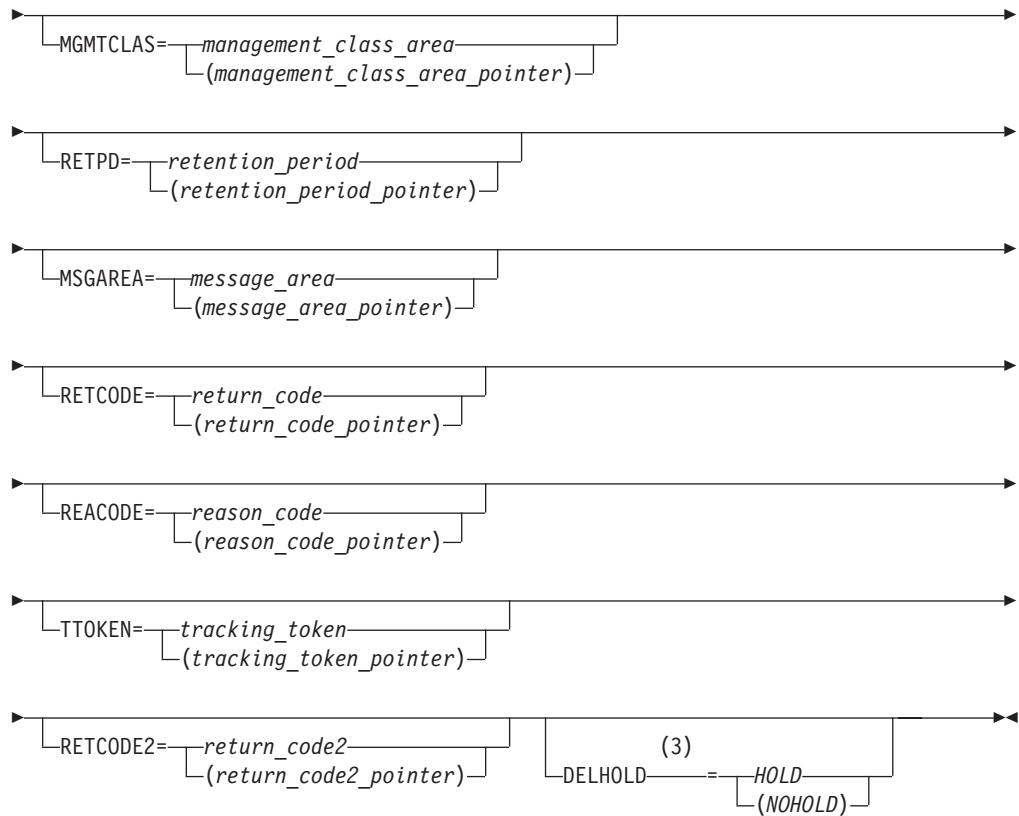 MGMTCLAS= management_class_area
(management_class_area_pointer)
RETPD= retention_period
(retention_period_pointer)
MSGAREA= message_area
(message_area_pointer)
RETCODE= return_code
(return_code_pointer)
REACODE= reason_code
(reason_code_pointer)
TTOKEN= tracking_token
(tracking_token_pointer)
(3)
RETCODE2= return_code2 DELHOLD = HOLD
(return_code2_pointer) (NOHOLD)